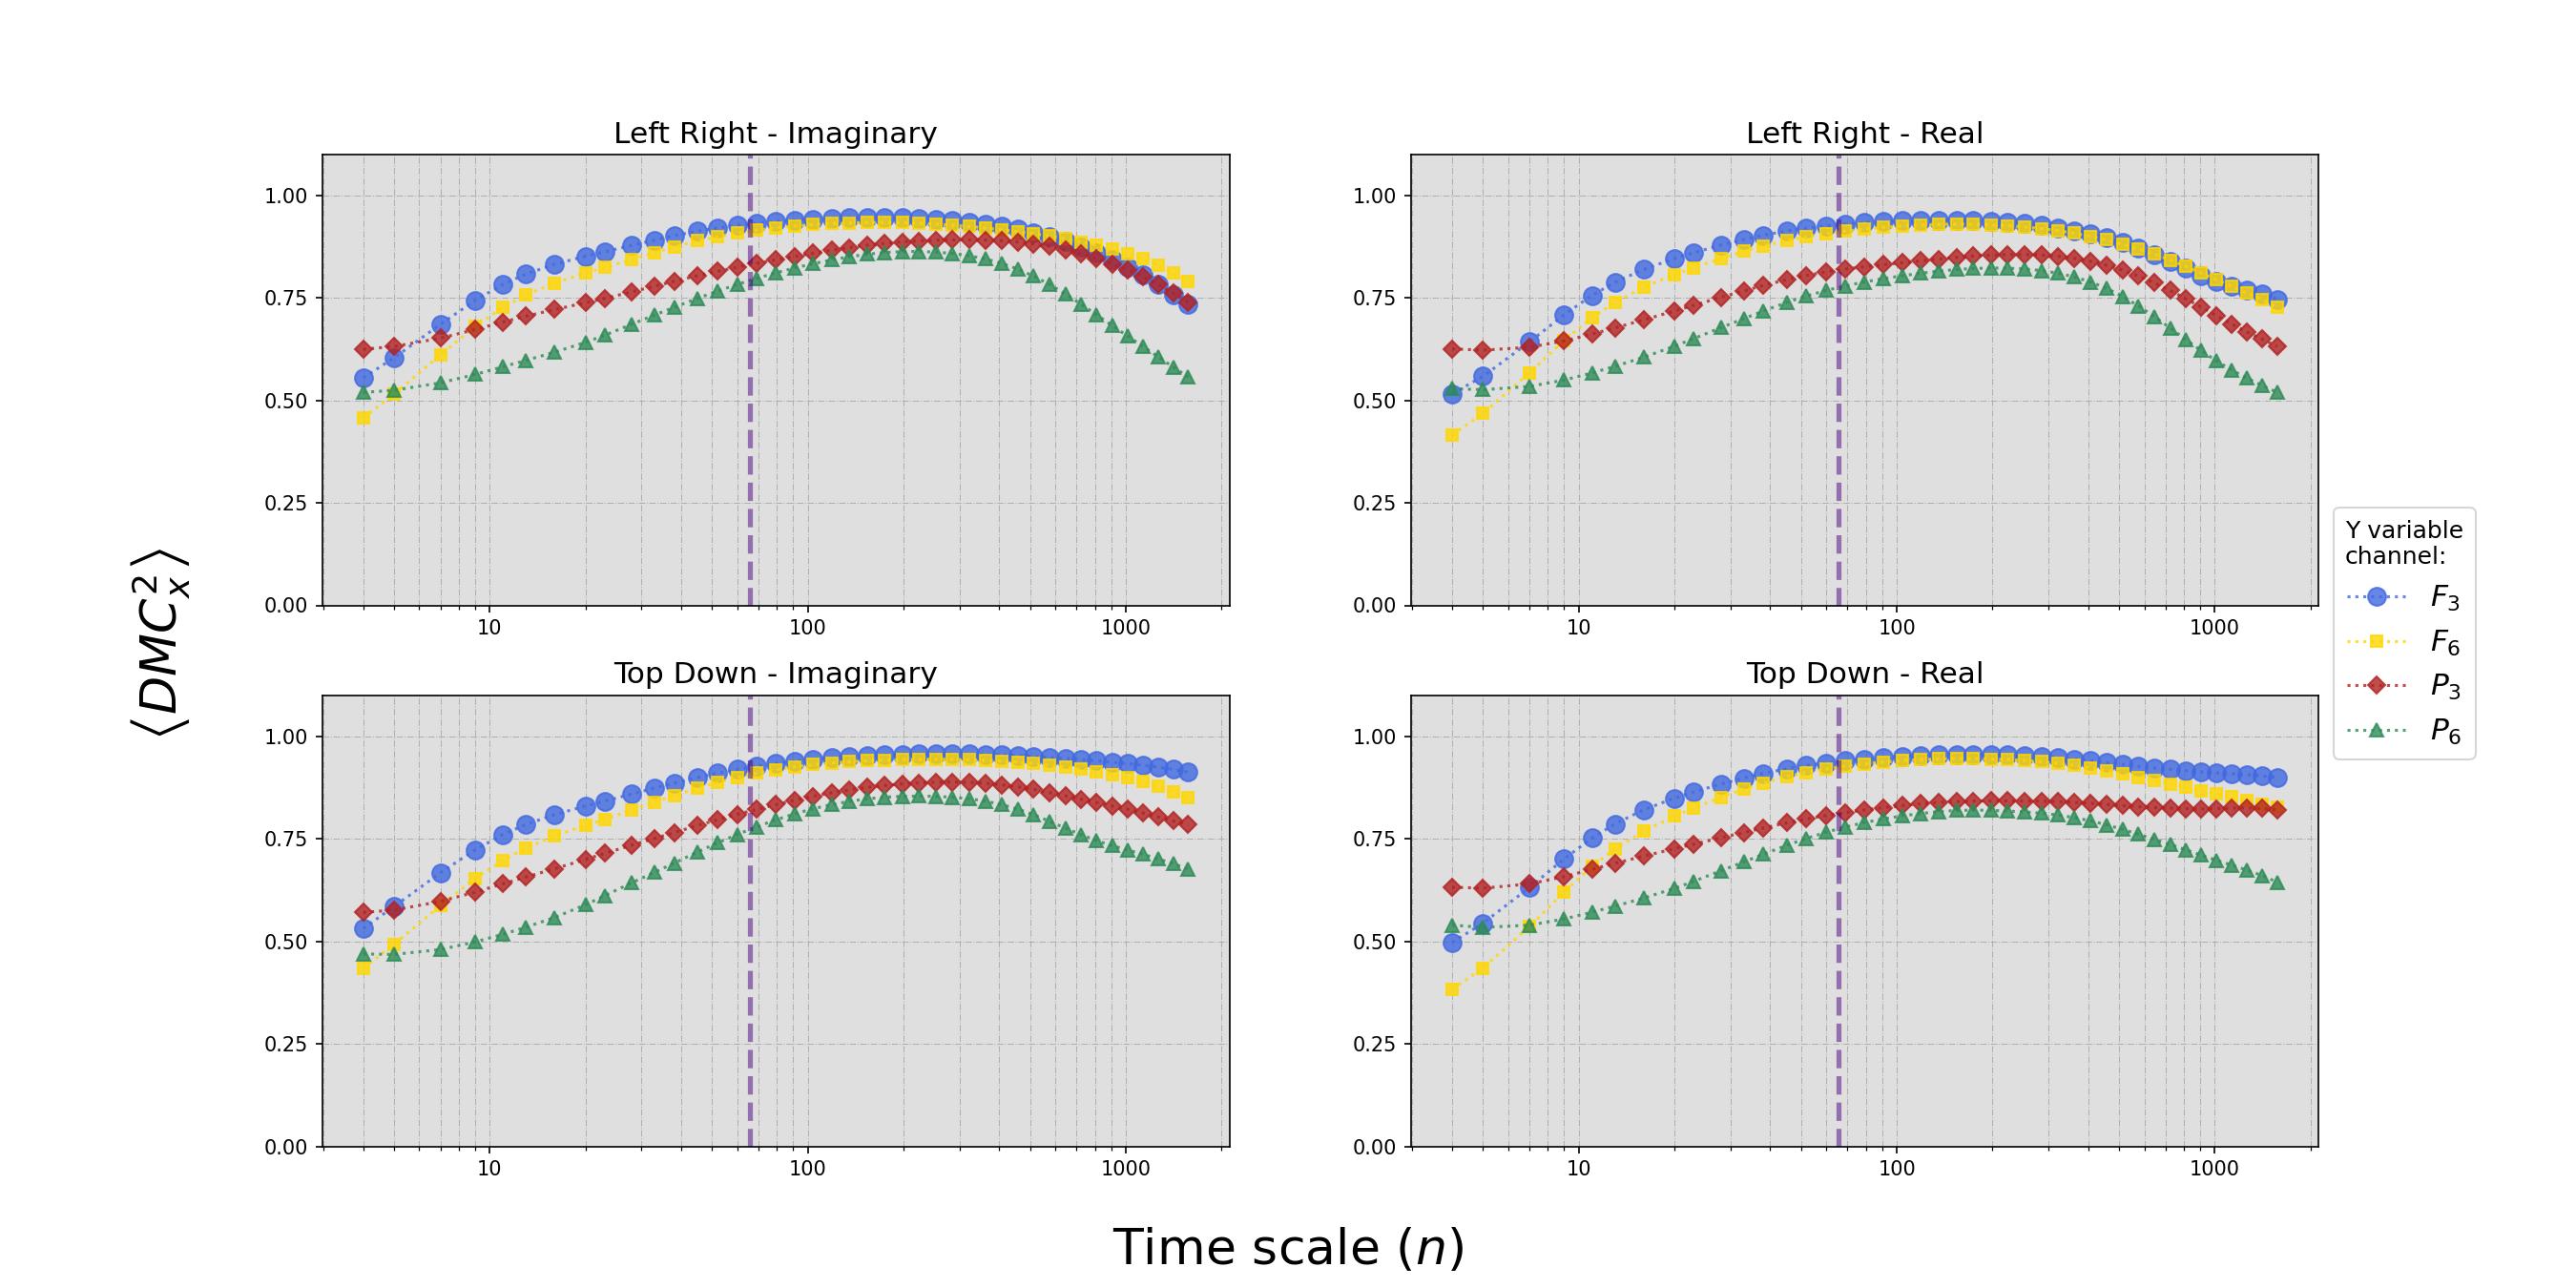 Left Right - Imaginary
1.00
0.75
0.50
0.25
0.00
10 100 1000
Left Right - Real
1.00
0.75
0.50
0.25
0.00
10 100 1000
Top Down - Imaginary
1.00
0.75
0.50
0.25
0.00
10 100 1000
Top Down - Real
1.00
0.75
0.50
0.25
0.00
10 100 1000
⟨DMC²ₓ⟩
Time scale (n)
Y variable
channel:
F₃
F₆
P₃
P₆